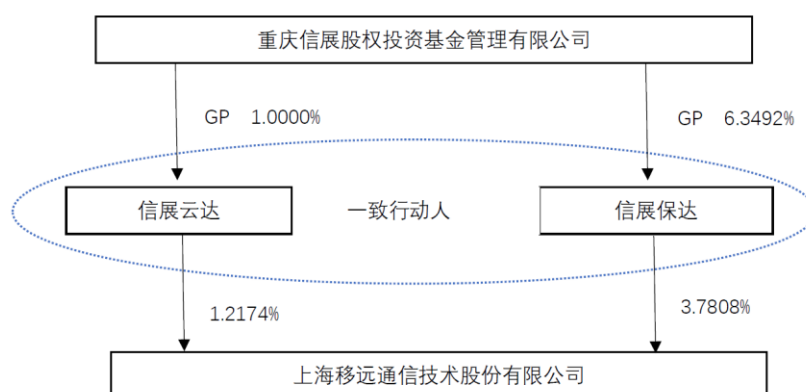 重庆信展股权投资基金管理有限公司
GP 1.0000%
GP 6.3492%
信展云达
一致行动人
信展保达
1.2174%
3.7808%
上海移远通信技术股份有限公司